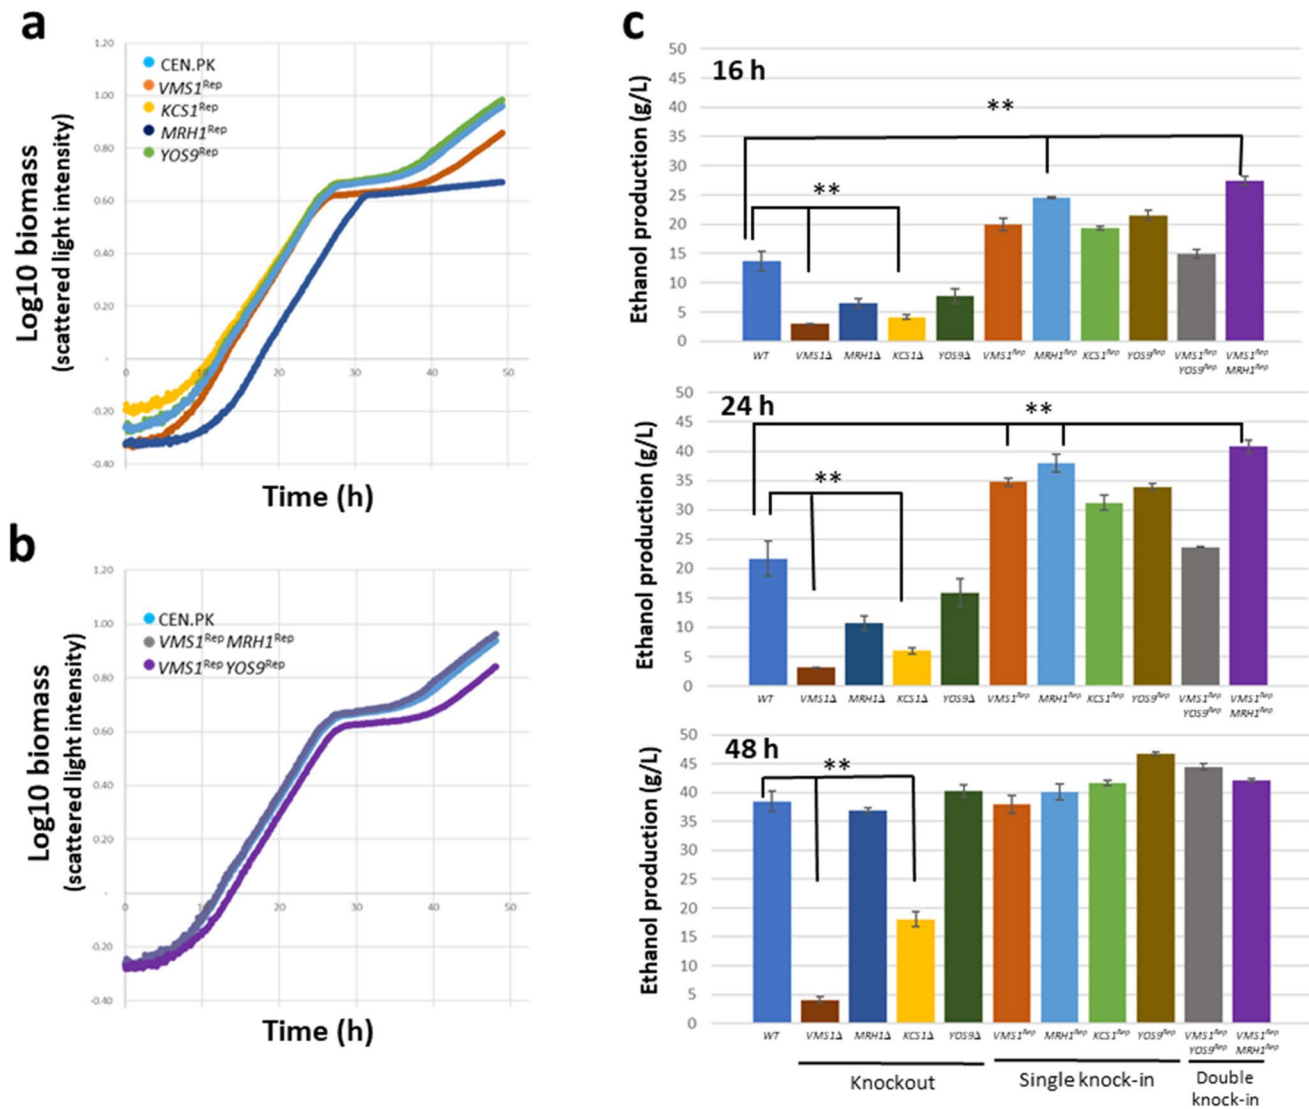 a
1.20
1.00
0.80
0.60
0.40
0.20
-
-0.20
-0.40
0
10
20
30
40
50
CEN.PK
VMS1Rep
KCS1Rep
MRH1Rep
YOS9Rep
Log10 biomass
(scattered light intensity)
Time (h)
b
1.20
1.00
0.80
0.60
0.40
0.20
-
-0.20
-0.40
0
10
20
30
40
50
CEN.PK
VMS1Rep MRH1Rep
VMS1Rep YOS9Rep
Log10 biomass
(scattered light intensity)
Time (h)
c
16 h
Ethanol production (g/L)
50
45
40
35
30
25
20
15
10
5
0
**
**
WT
VMS1Δ
MRH1Δ
KCS1Δ
YOS9Δ
VMS1Rep
MRH1Rep
KCS1Rep
YOS9Rep
VMS1Rep
YOS9Rep
VMS1Rep
MRH1Rep
24 h
Ethanol production (g/L)
50
45
40
35
30
25
20
15
10
5
0
**
**
WT
VMS1Δ
MRH1Δ
KCS1Δ
YOS9Δ
VMS1Rep
MRH1Rep
KCS1Rep
YOS9Rep
VMS1Rep
YOS9Rep
VMS1Rep
MRH1Rep
48 h
Ethanol production (g/L)
50
45
40
35
30
25
20
15
10
5
0
**
WT
VMS1Δ
MRH1Δ
KCS1Δ
YOS9Δ
VMS1Rep
MRH1Rep
KCS1Rep
YOS9Rep
VMS1Rep
YOS9Rep
VMS1Rep
MRH1Rep
Knockout
Single knock-in
Double
knock-in